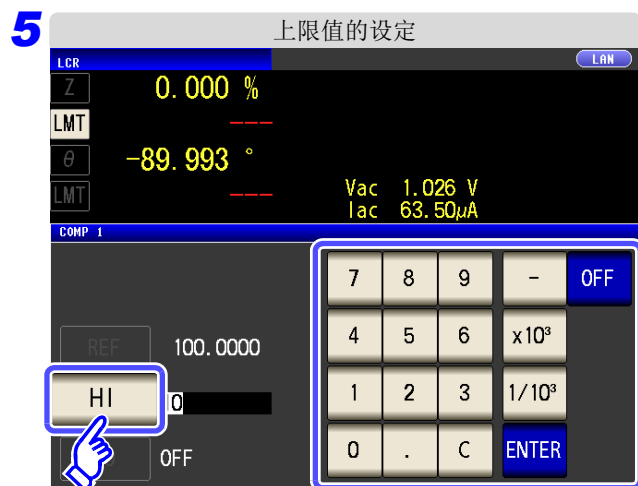 5 上限值的设定
LCR LAN
Z 0.000 %
LMT ---
θ -89.993 °
LMT ---
Vac 1.026 V
Iac 63.50μA
COMP 1
7 8 9 - OFF
REF 100.0000
4 5 6 x10³
HI 10
1 2 3 1/10³
OFF
0 . C ENTER